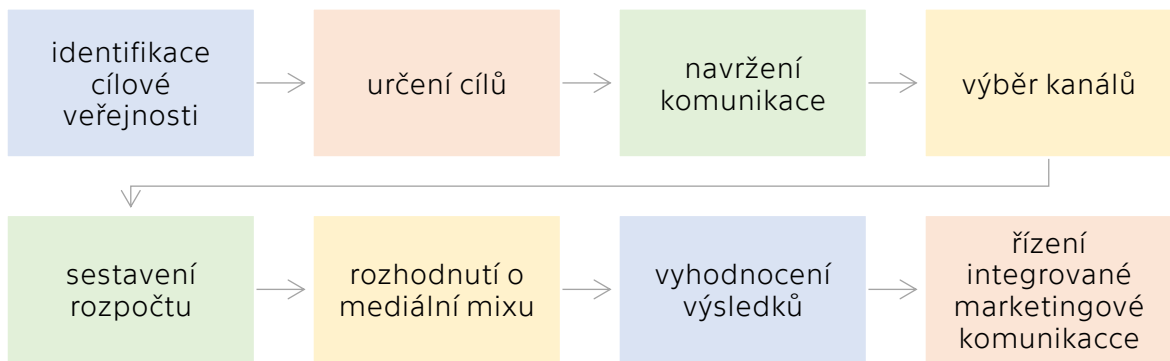 identifikace
cílové
veřejnosti
určení cílů
navržení
komunikace
výběr kanálů
sestavení
rozpočtu
rozhodnutí o
mediální mixu
vyhodnocení
výsledků
řízení
integrované
marketingové
komunikacce